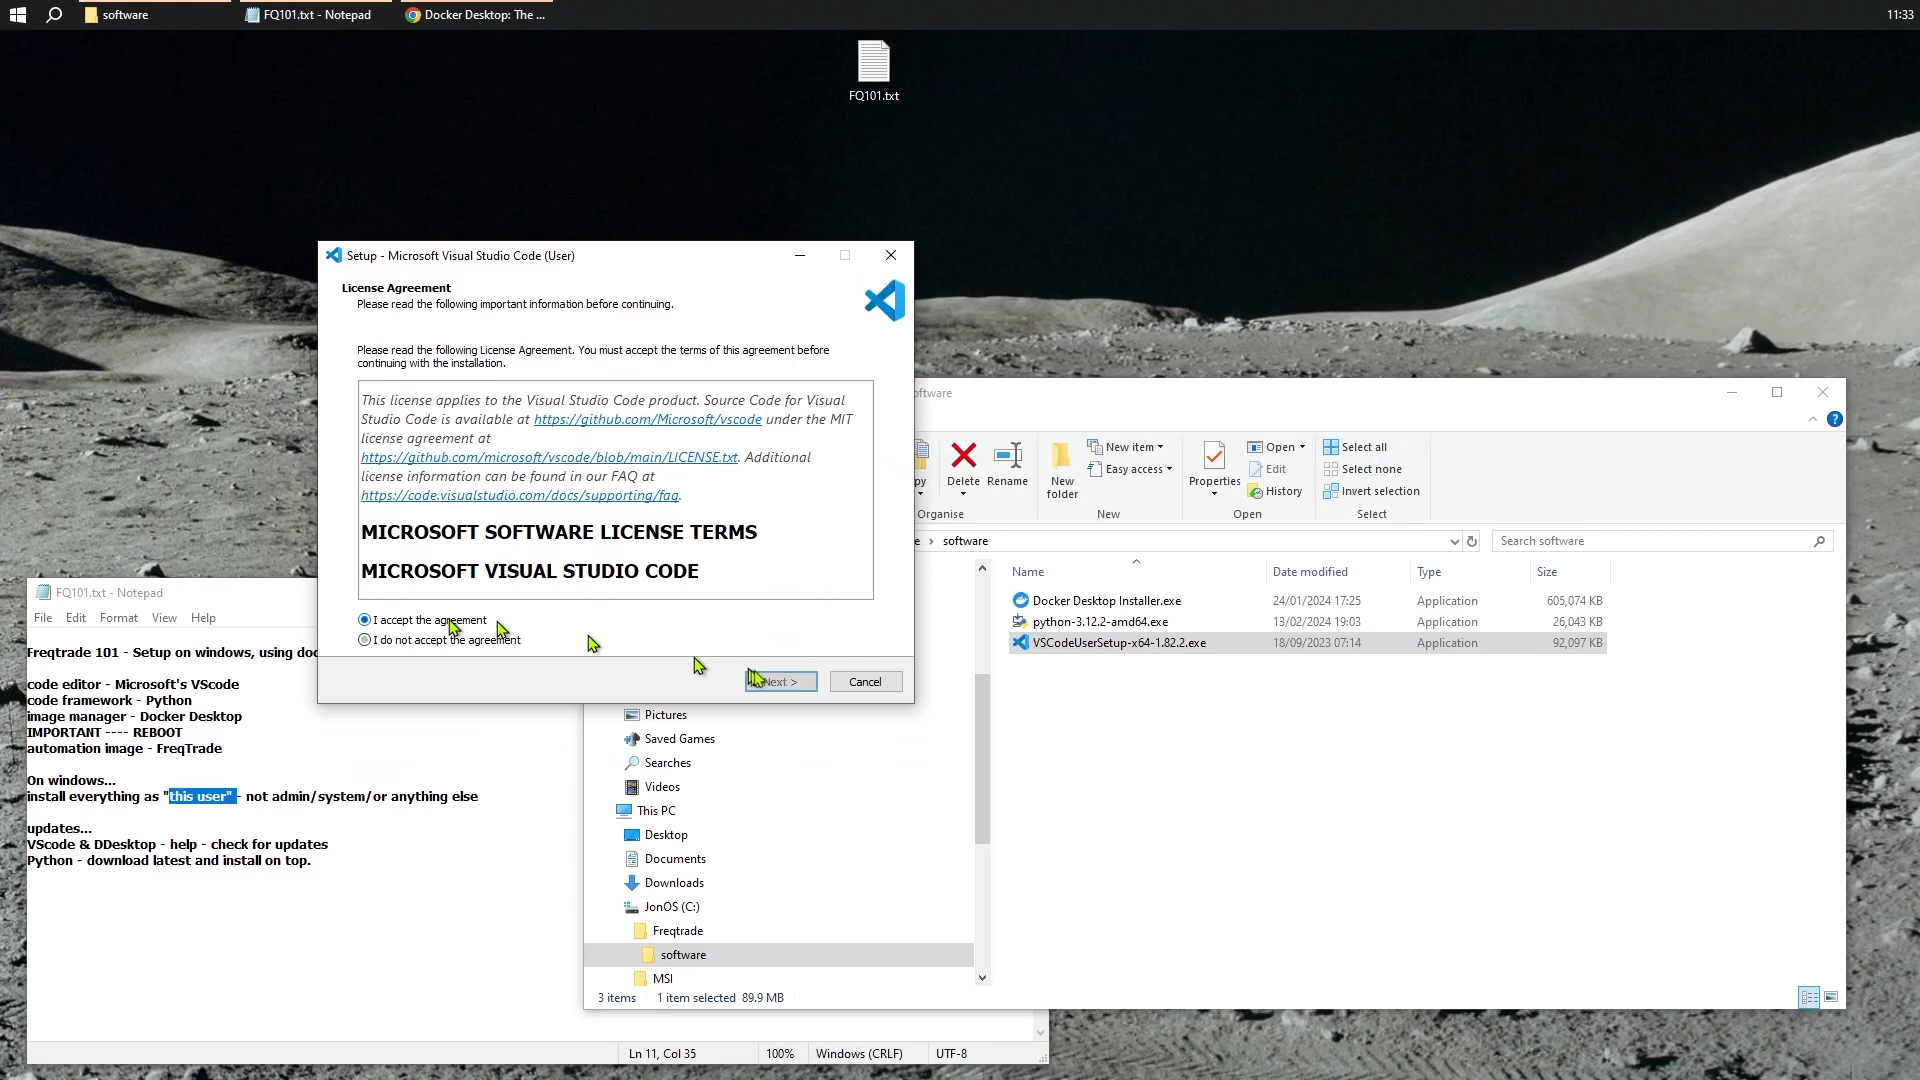 software
FQ101.txt - Notepad
Docker Desktop: The ...
11:33
FQ101.txt
Setup - Microsoft Visual Studio Code (User)
License Agreement
Please read the following important information before continuing.
Please read the following License Agreement. You must accept the terms of this agreement before
continuing with the installation.
This license applies to the Visual Studio Code product. Source Code for Visual
Studio Code is available at https://github.com/Microsoft/vscode under the MIT
license agreement at
https://github.com/microsoft/vscode/blob/main/LICENSE.txt. Additional
license information can be found in our FAQ at
https://code.visualstudio.com/docs/supporting/faq.
MICROSOFT SOFTWARE LICENSE TERMS
MICROSOFT VISUAL STUDIO CODE
I accept the agreement
I do not accept the agreement
Next >
Cancel
FQ101.txt - Notepad
File Edit Format View Help
Freqtrade 101 - Setup on windows, using doc
code editor - Microsoft's VScode
code framework - Python
image manager - Docker Desktop
IMPORTANT ---- REBOOT
automation image - FreqTrade
On windows...
install everything as "this user" - not admin/system/or anything else
updates...
VScode & DDesktop - help - check for updates
Python - download latest and install on top.
Ln 11, Col 35
100%
Windows (CRLF)
UTF-8
oftware
py
Delete
Rename
Organise
New
folder
New item
Easy access
New
Properties
Open
Edit
History
Open
Select all
Select none
Invert selection
Select
e > software
Search software
Name Date modified Type Size
Docker Desktop Installer.exe 24/01/2024 17:25 Application 605,074 KB
python-3.12.2-amd64.exe 13/02/2024 19:03 Application 26,043 KB
VSCodeUserSetup-x64-1.82.2.exe 18/09/2023 07:14 Application 92,097 KB
Pictures
Saved Games
Searches
Videos
This PC
Desktop
Documents
Downloads
JonOS (C:)
Freqtrade
software
MSI
3 items 1 item selected 89.9 MB